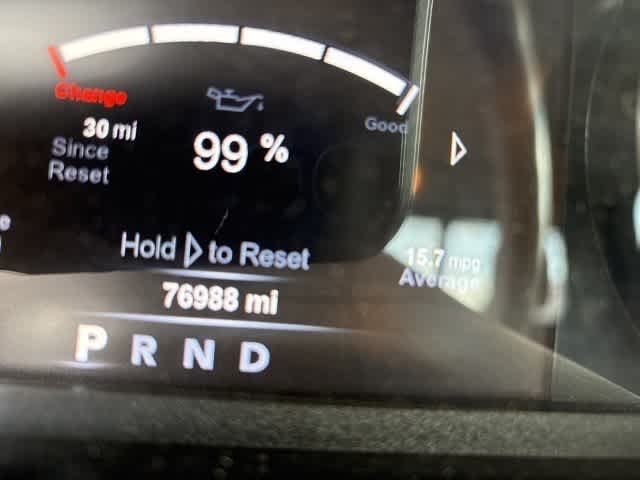 Change
Good
30 mi
Since
Reset
99 %
Hold to Reset
15.7 mpg
Average
76988 mi
P R N D